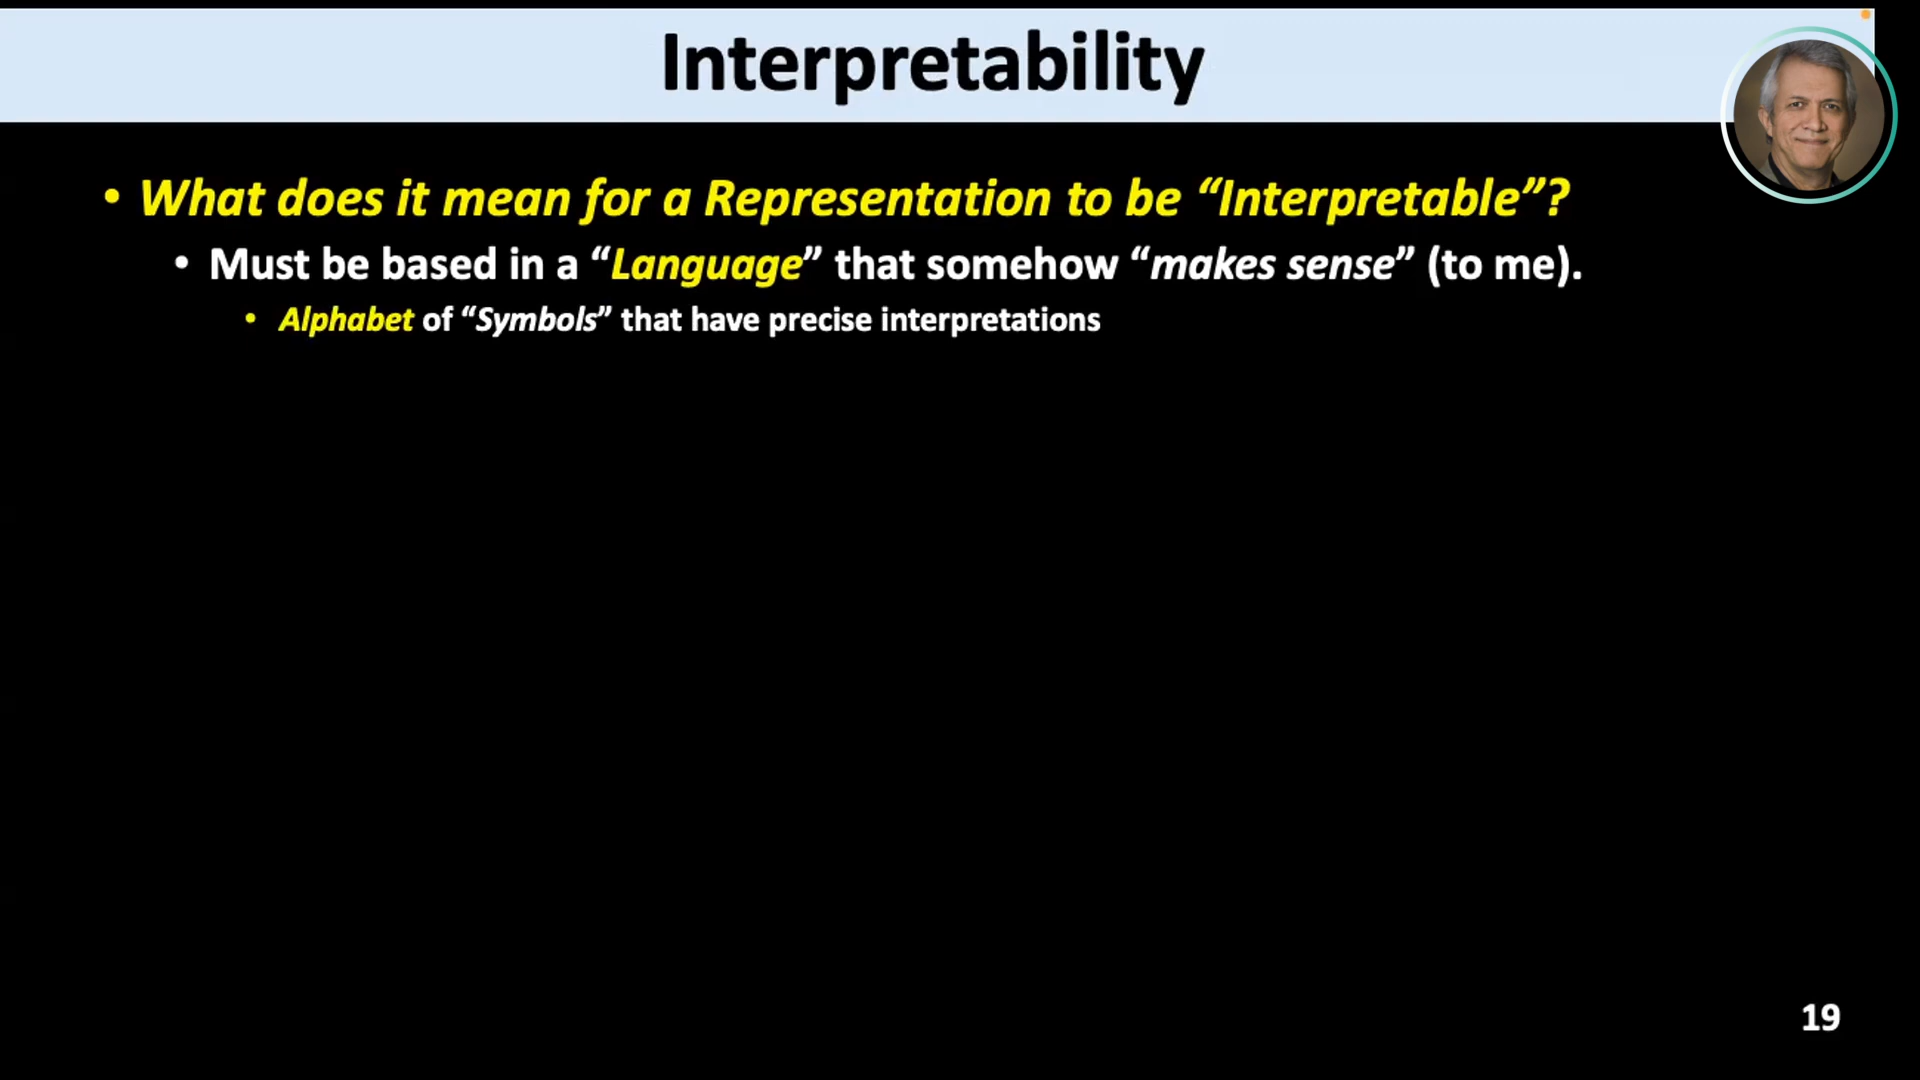 Interpretability
• What does it mean for a Representation to be “Interpretable”?
• Must be based in a “Language” that somehow “makes sense” (to me).
• Alphabet of “Symbols” that have precise interpretations
19